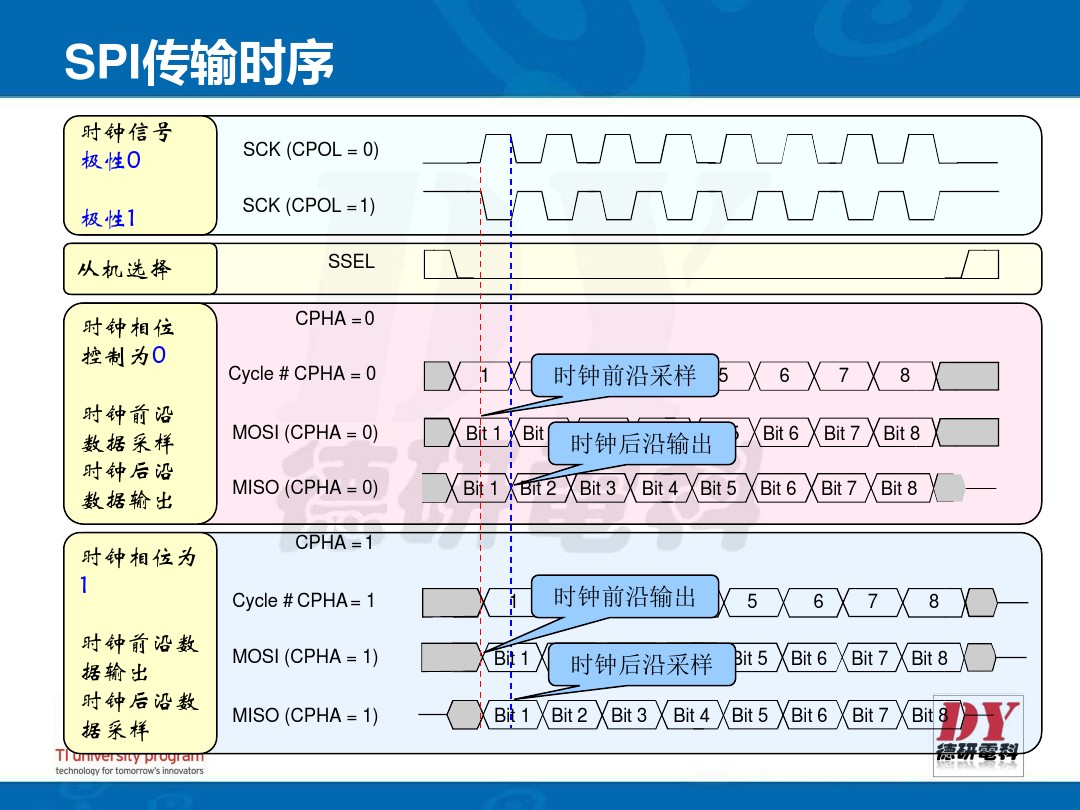 SPI传输时序
时钟信号
极性0
极性1
SCK (CPOL = 0)
SCK (CPOL = 1)
从机选择
SSEL
时钟相位
控制为0
时钟前沿
数据采样
时钟后沿
数据输出
CPHA = 0
Cycle # CPHA = 0
1
时钟前沿采样
5
6
7
8
MOSI (CPHA = 0)
Bit 1
Bit
时钟后沿输出
Bit 6
Bit 7
Bit 8
MISO (CPHA = 0)
Bit 1
Bit 2
Bit 3
Bit 4
Bit 5
Bit 6
Bit 7
Bit 8
时钟相位为
1
时钟前沿数
据输出
时钟后沿数
据采样
CPHA = 1
Cycle # CPHA = 1
1
时钟前沿输出
5
6
7
8
MOSI (CPHA = 1)
Bit 1
时钟后沿采样
Bit 5
Bit 6
Bit 7
Bit 8
MISO (CPHA = 1)
Bit 1
Bit 2
Bit 3
Bit 4
Bit 5
Bit 6
Bit 7
Bit 8
TI university program
technology for tomorrow's innovators
DY
德研電科
DY
德研電科